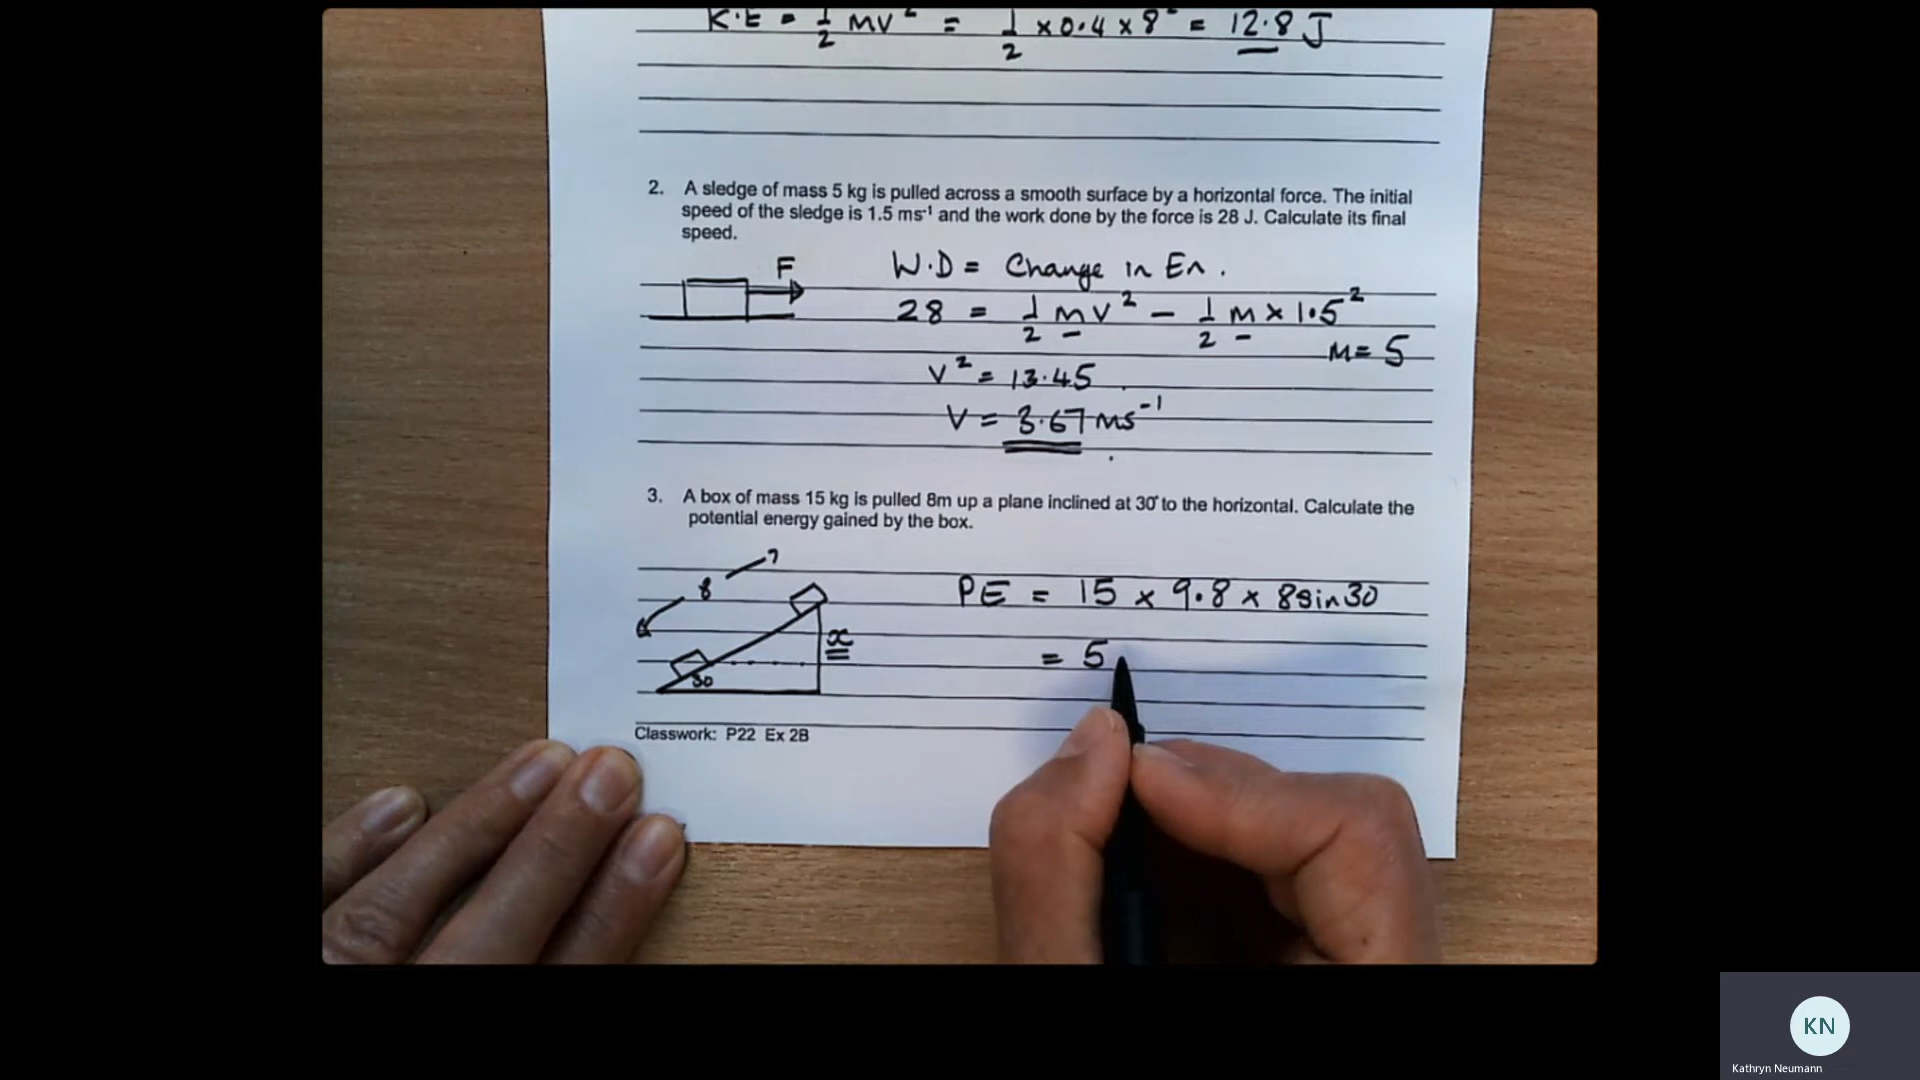 K.E = 1/2 mv² = 1/2 × 0.4 × 8² = 12.8 J
2. A sledge of mass 5 kg is pulled across a smooth surface by a horizontal force. The initial
speed of the sledge is 1.5 ms⁻¹ and the work done by the force is 28 J. Calculate its final
speed.
F
W.D = Change in En.
28 = 1/2 mv² - 1/2 m × 1.5²
M = 5
v² = 13.45
V = 3.67 ms⁻¹
3. A box of mass 15 kg is pulled 8m up a plane inclined at 30° to the horizontal. Calculate the
potential energy gained by the box.
8
PE = 15 × 9.8 × 8sin30
x
= 5
30
Classwork: P22 Ex 2B
KN
Kathryn Neumann